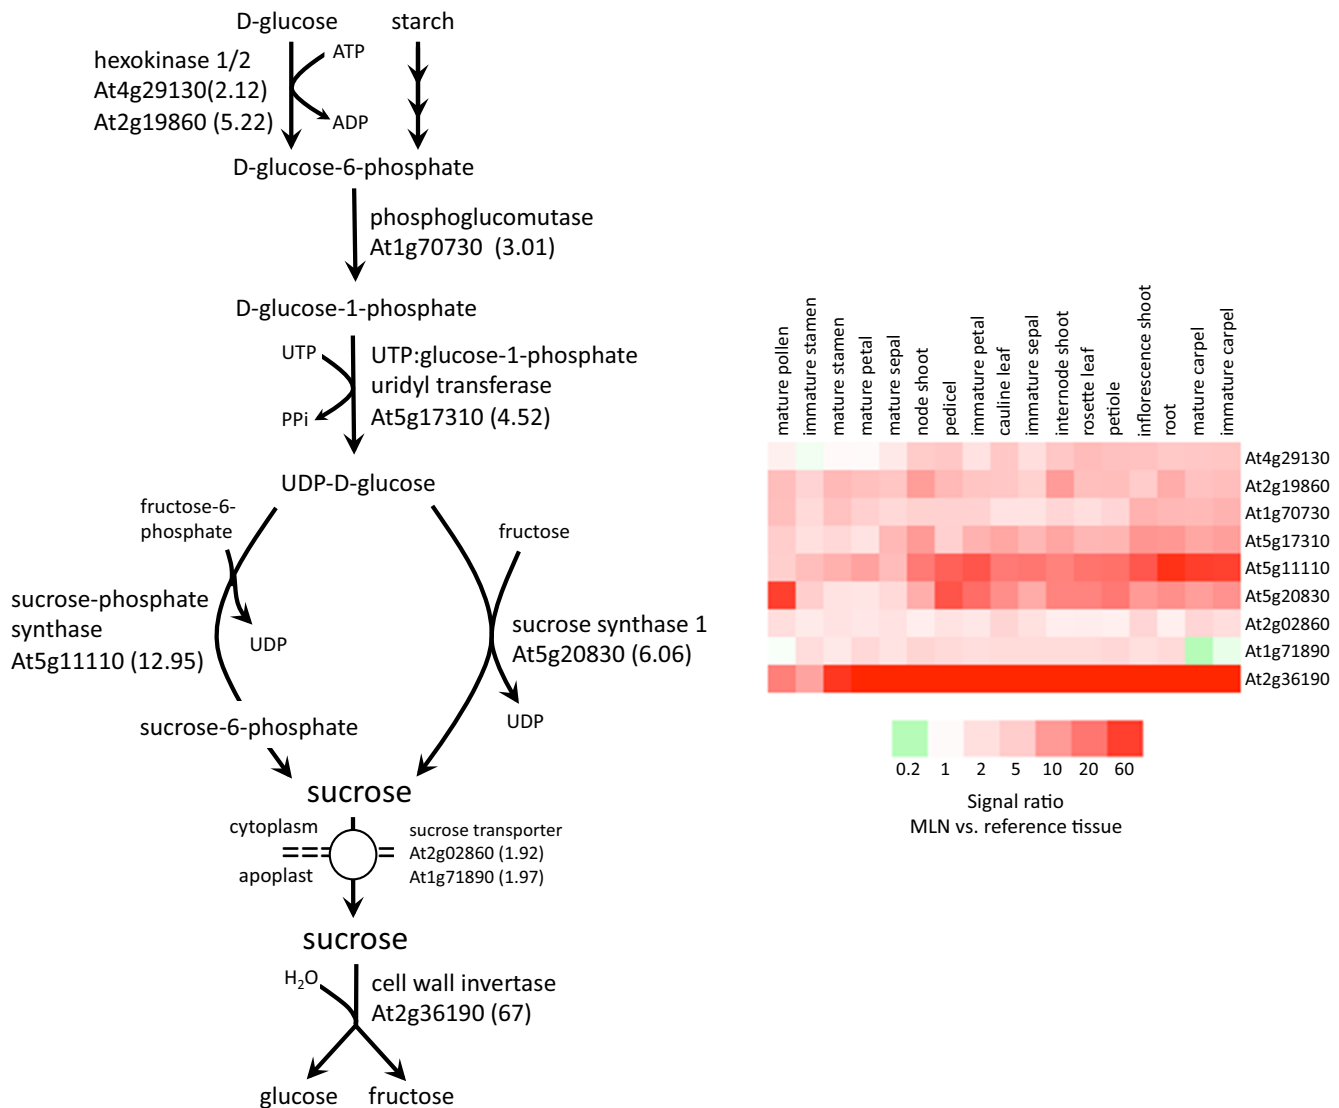 D-glucose
starch
hexokinase 1/2
At4g29130(2.12)
At2g19860 (5.22)
ATP
ADP
D-glucose-6-phosphate
phosphoglucomutase
At1g70730 (3.01)
D-glucose-1-phosphate
UTP
PPi
UTP:glucose-1-phosphate
uridyl transferase
At5g17310 (4.52)
UDP-D-glucose
fructose-6-
phosphate
fructose
sucrose-phosphate
synthase
At5g11110 (12.95)
UDP
sucrose synthase 1
At5g20830 (6.06)
UDP
sucrose-6-phosphate
sucrose
cytoplasm
apoplast
sucrose transporter
At2g02860 (1.92)
At1g71890 (1.97)
sucrose
H₂O
cell wall invertase
At2g36190 (67)
glucose
fructose
mature pollen
immature stamen
mature stamen
mature petal
mature sepal
node shoot
pedicel
immature petal
cauline leaf
immature sepal
internode shoot
rosette leaf
petiole
inflorescence shoot
root
mature carpel
immature carpel
At4g29130
At2g19860
At1g70730
At5g17310
At5g11110
At5g20830
At2g02860
At1g71890
At2g36190
0.2 1 2 5 10 20 60
Signal ratio
MLN vs. reference tissue